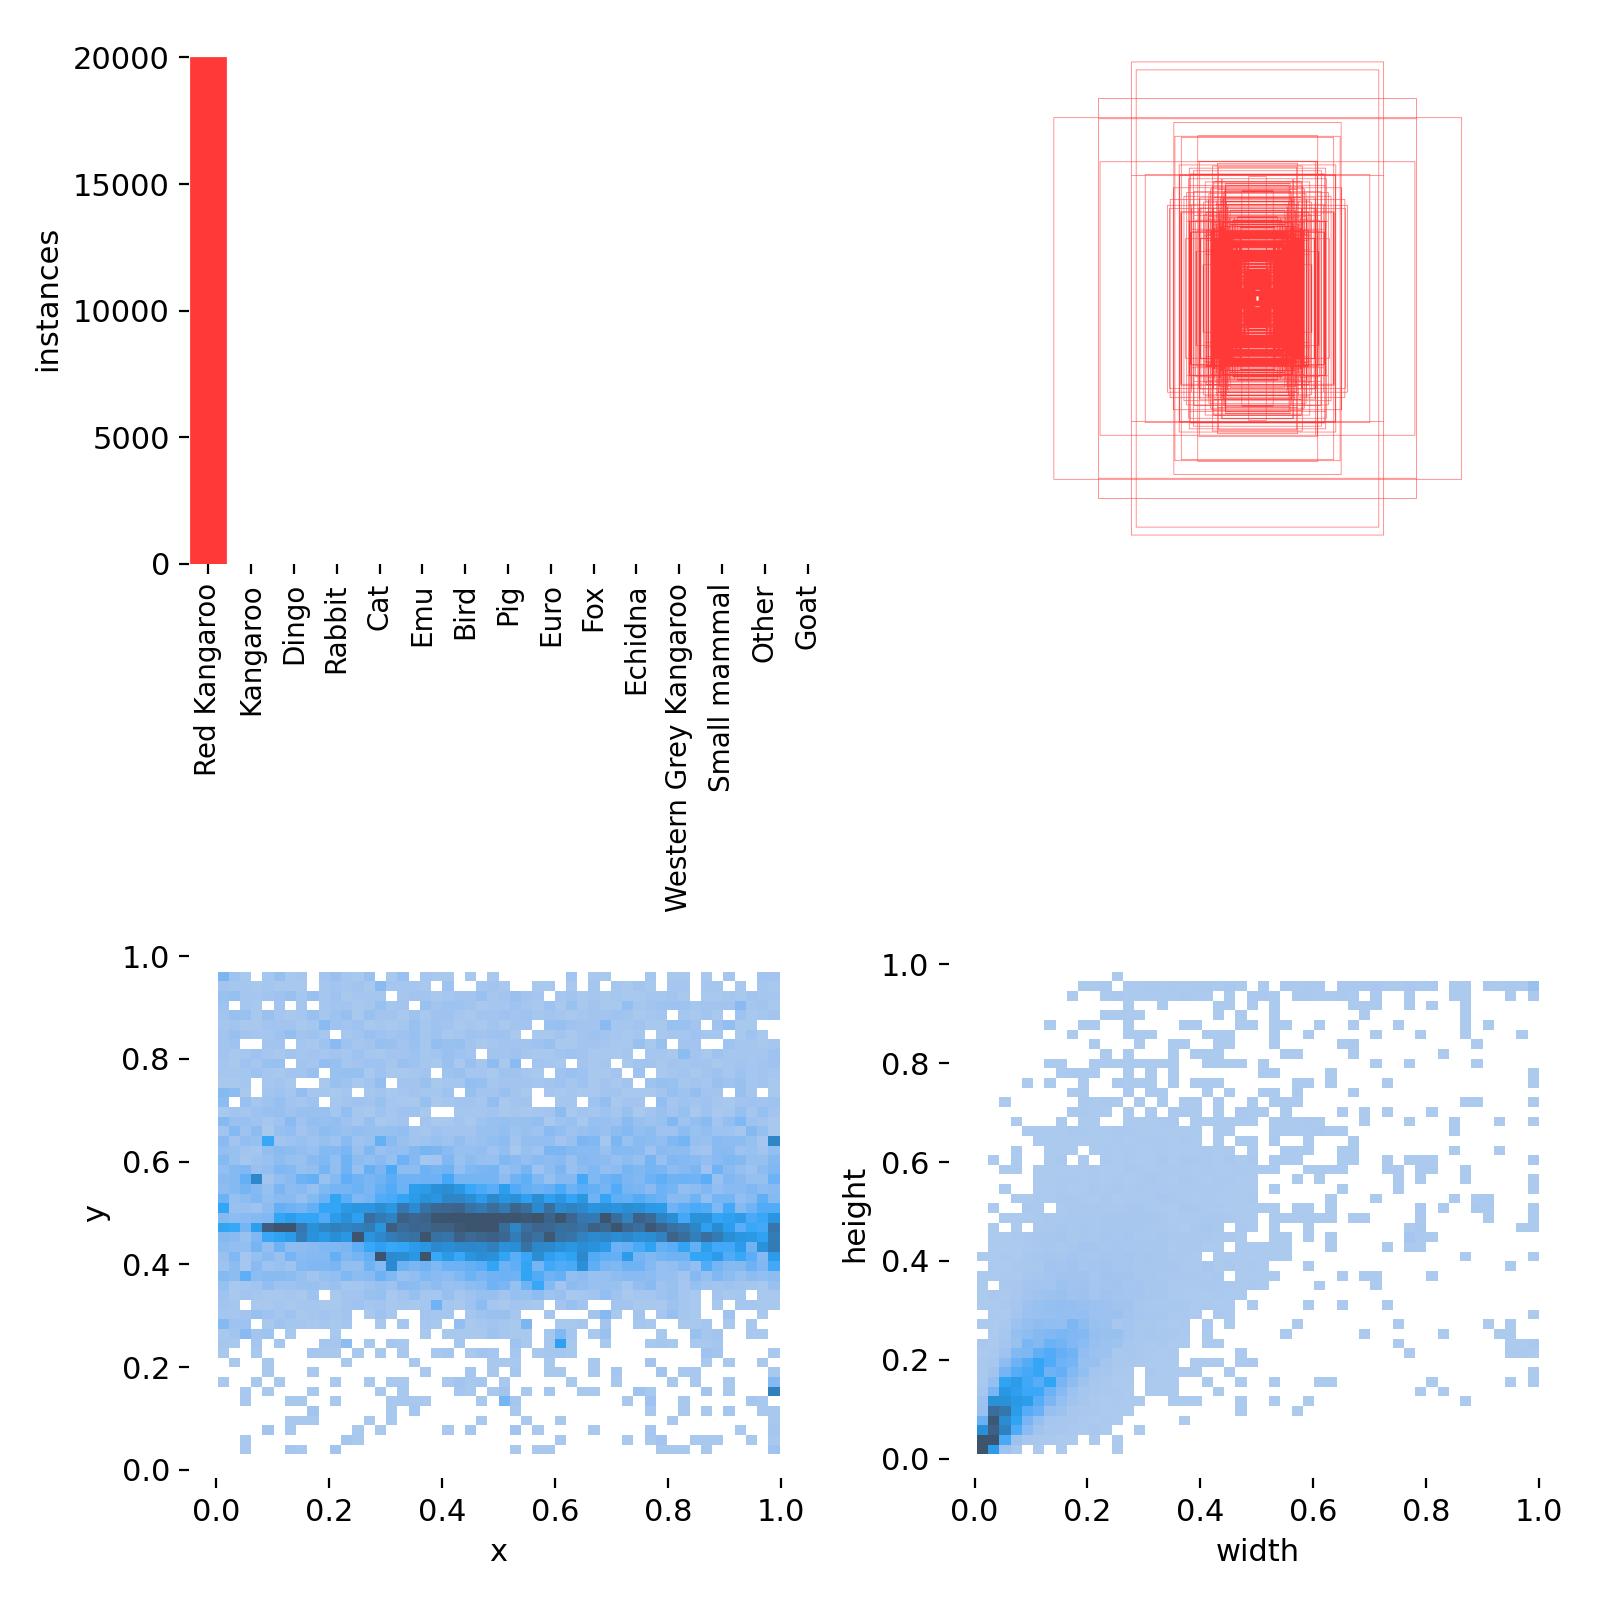 20000
15000
10000
5000
0
instances
Red Kangaroo
Kangaroo
Dingo
Rabbit
Cat
Emu
Bird
Pig
Euro
Fox
Echidna
Western Grey Kangaroo
Small mammal
Other
Goat
1.0
0.8
0.6
0.4
0.2
0.0
y
0.0 0.2 0.4 0.6 0.8 1.0
x
1.0
0.8
0.6
0.4
0.2
0.0
height
0.0 0.2 0.4 0.6 0.8 1.0
width